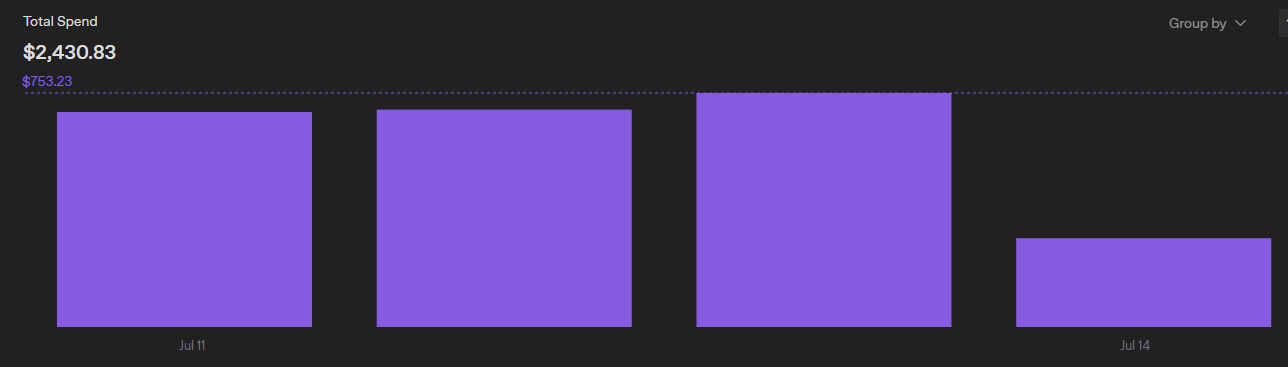 Total Spend
Group by
$2,430.83
$753.23
Jul 11
Jul 14